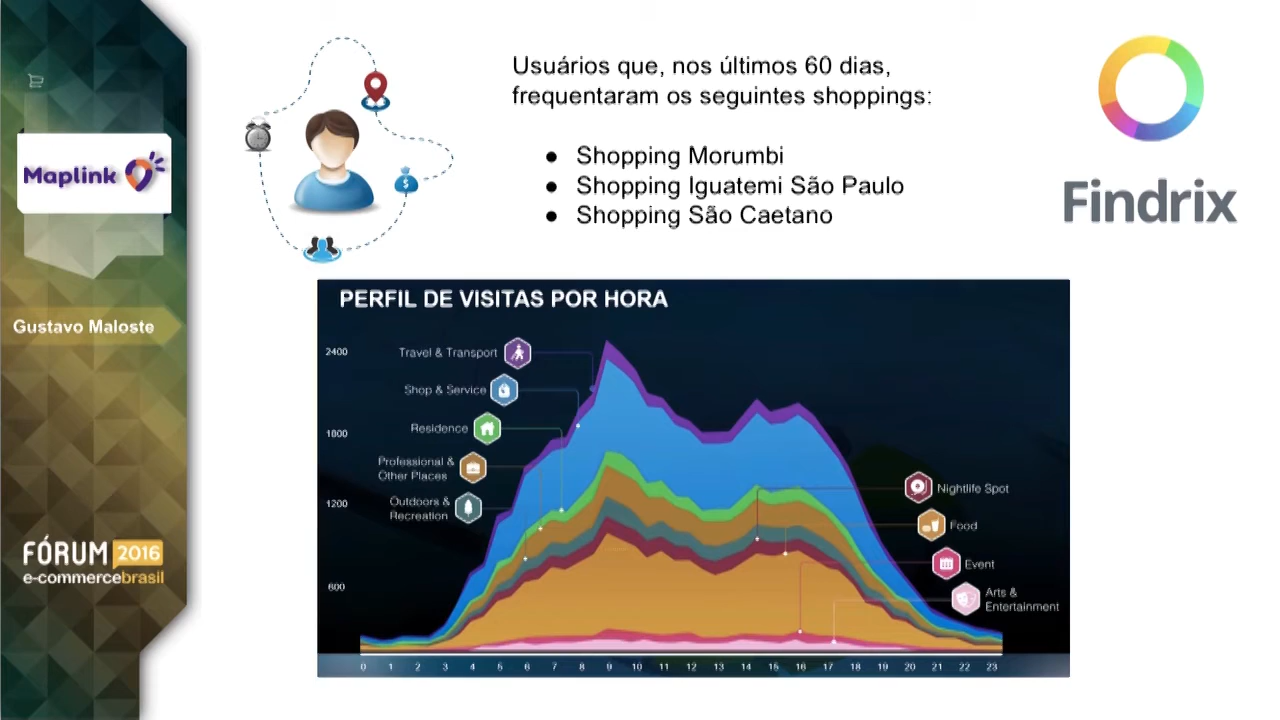 Usuários que, nos últimos 60 dias,
frequentaram os seguintes shoppings:
● Shopping Morumbi
● Shopping Iguatemi São Paulo
● Shopping São Caetano
Findrix
Maplink
Gustavo Maloste
FÓRUM 2016
e-commercebrasil
PERFIL DE VISITAS POR HORA
2400
1800
1200
600
Travel & Transport
Shop & Service
Residence
Professional &
Other Places
Outdoors &
Recreation
Nightlife Spot
Food
Event
Arts &
Entertainment
0 1 2 3 4 5 6 7 8 9 10 11 12 13 14 15 16 17 18 19 20 21 22 23